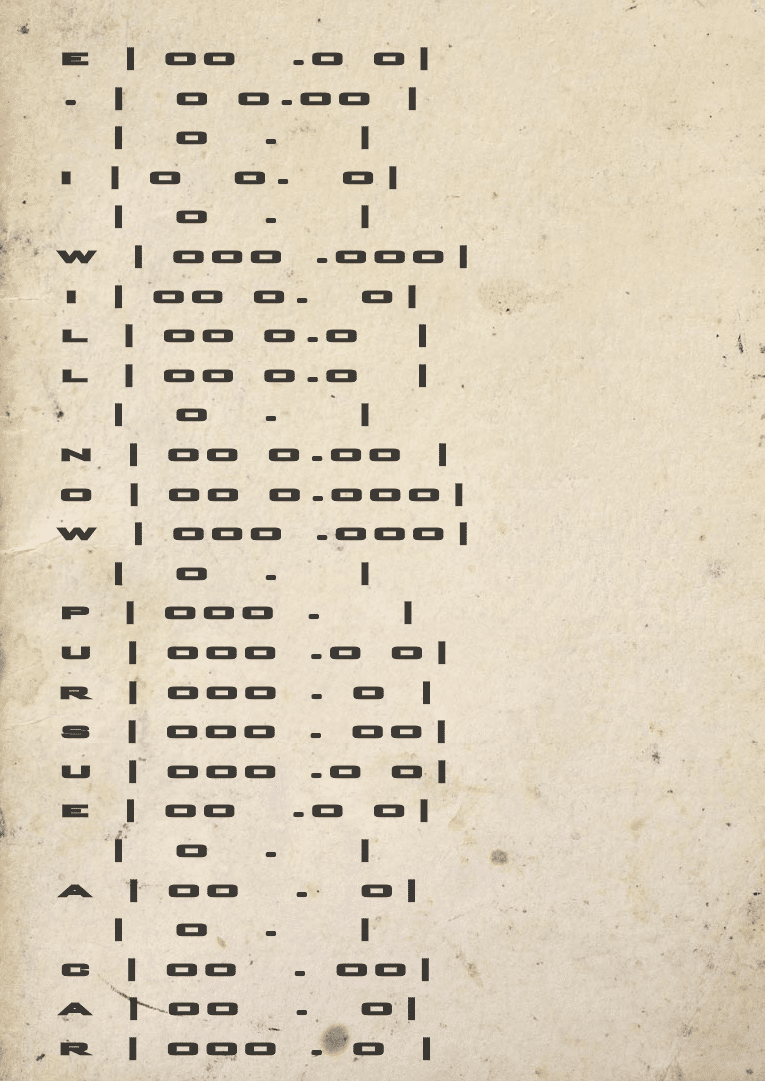 E | OO  .O O|
. |  O O.OO |
|  O  .   |
I | O  O.  O|
|  O  .   |
W | OOO .OOO|
I | OO O.  O|
L | OO O.O  |
L | OO O.O  |
|  O  .   |
N | OO O.OO |
O | OO O.OOO|
W | OOO .OOO|
|  O  .   |
P | OOO .   |
U | OOO .O O|
R | OOO . O |
S | OOO . OO|
U | OOO .O O|
E | OO  .O O|
|  O  .   |
A | OO  .  O|
|  O  .   |
C | OO  . OO|
A | OO  .  O|
R | OOO . O |